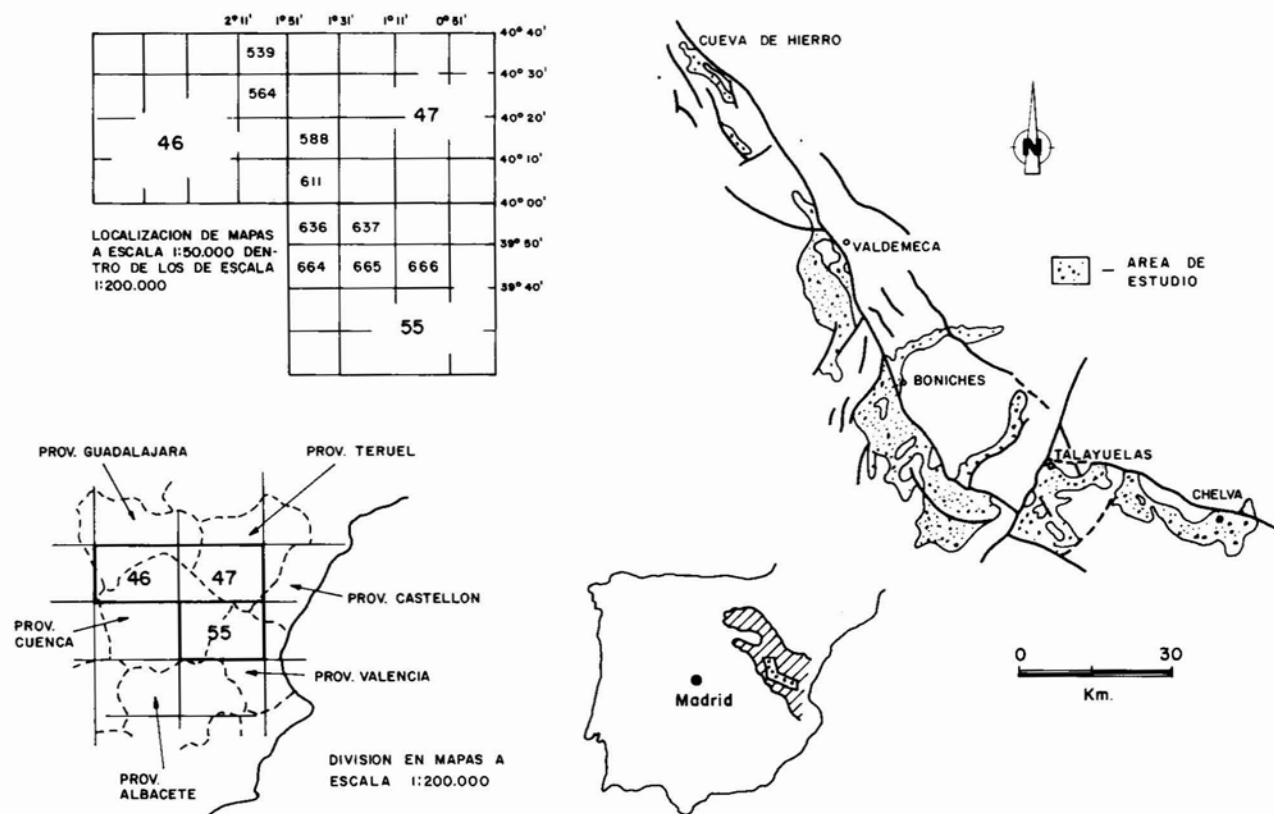 2° 11' 1° 51' 1° 31' 1° 11' 0° 51'
40° 40'
539
40° 30'
564
47
40° 20'
46
588
40° 10'
611
40° 00'
636 637
39° 50'
664 665 666
39° 40'
55
LOCALIZACION DE MAPAS
A ESCALA 1:50.000 DEN-
TRO DE LOS DE ESCALA
1:200.000
CUEVA DE HIERRO
N
VALDEMECA
AREA DE
ESTUDIO
BONICHES
TALAYUELAS
CHELVA
0 30
Km.
PROV. GUADALAJARA
PROV. TERUEL
46 47
PROV. CASTELLON
PROV.
CUENCA
55
PROV. VALENCIA
PROV.
ALBACETE
DIVISION EN MAPAS A
ESCALA 1:200.000
Madrid